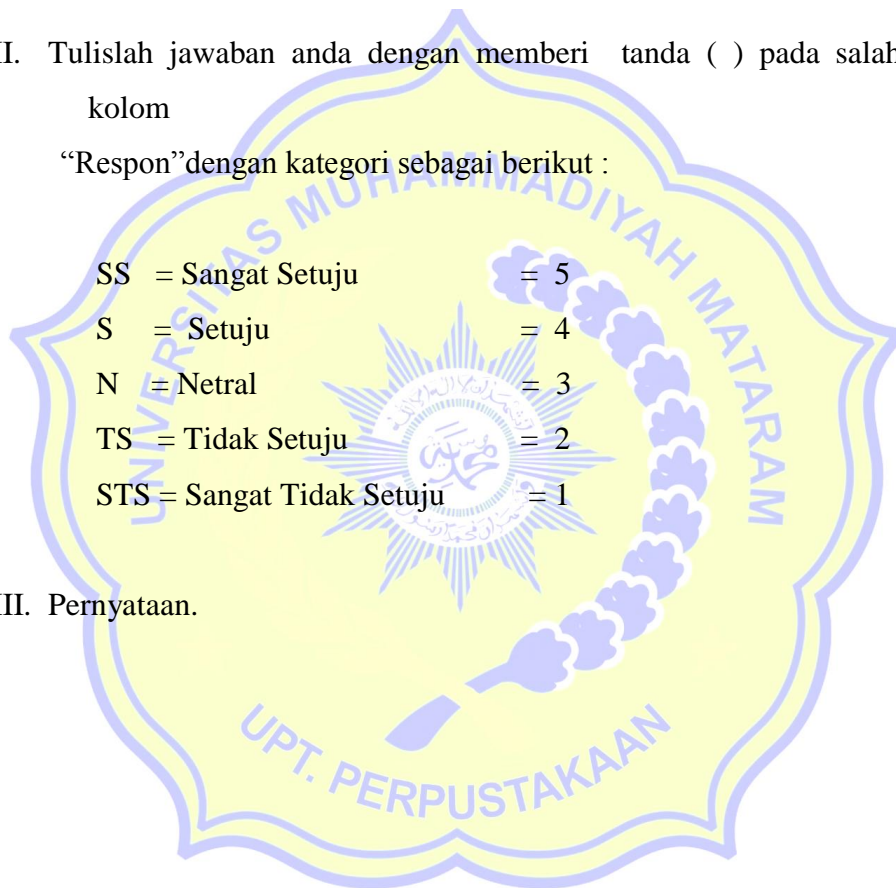 II. Tulislah jawaban anda dengan memberi tanda ( ) pada salah
kolom
“Respon”dengan kategori sebagai berikut :
SS = Sangat Setuju = 5
S = Setuju = 4
N = Netral = 3
TS = Tidak Setuju = 2
STS = Sangat Tidak Setuju = 1
III. Pernyataan.
UNIVERSITAS MUHAMMADIYAH MATARAM
UPT. PERPUSTAKAAN